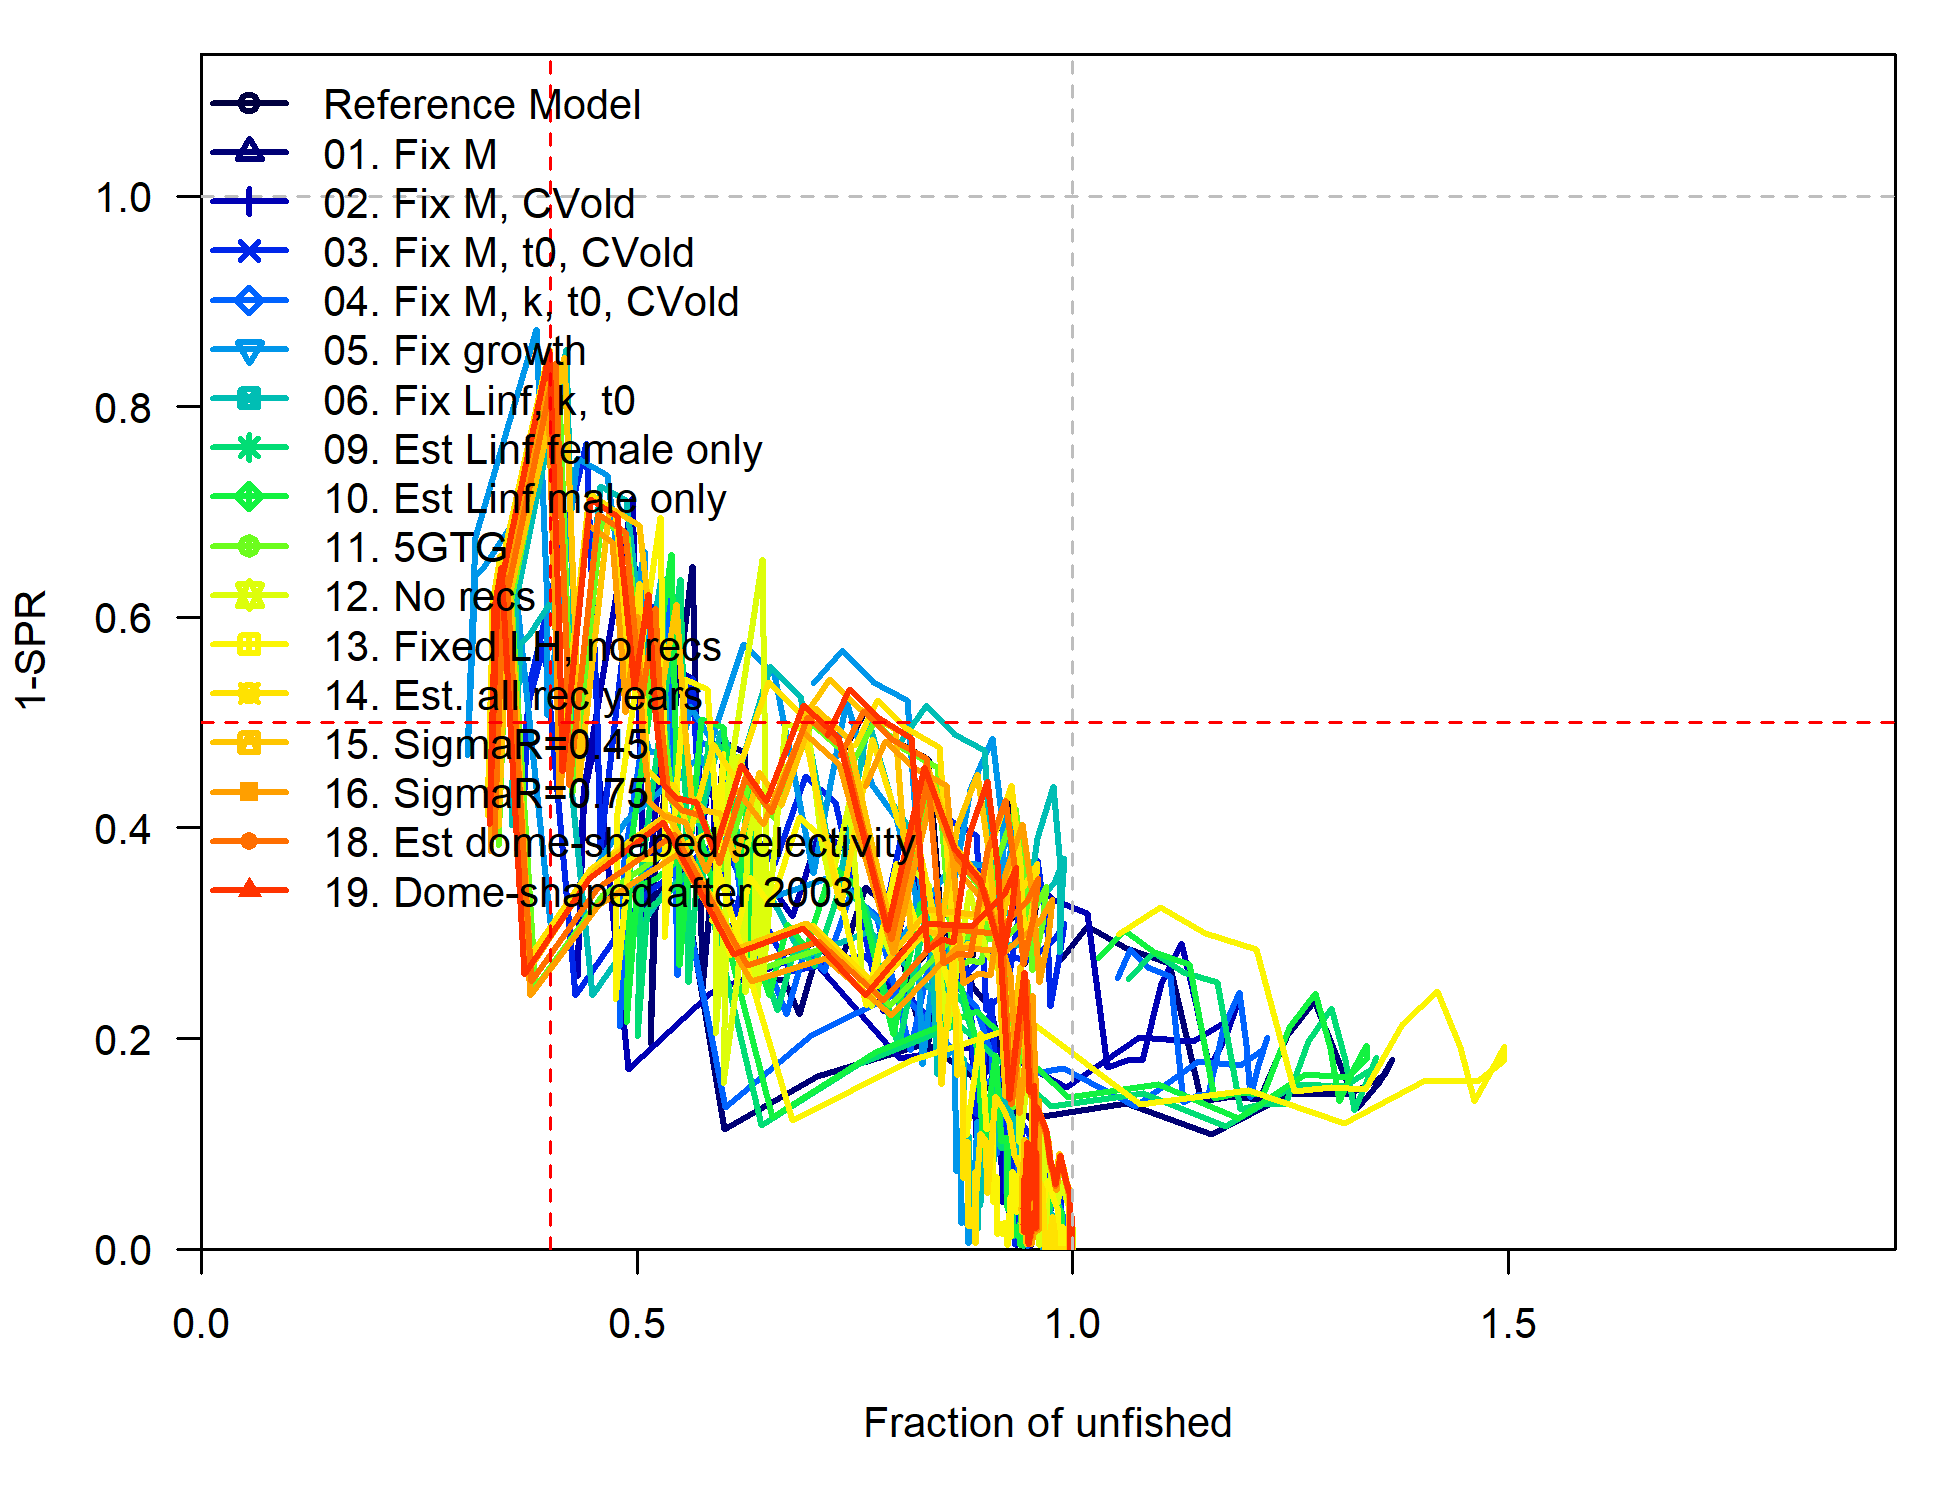 Reference Model
01. Fix M
02. Fix M, CVold
03. Fix M, t0, CVold
04. Fix M, k, t0, CVold
05. Fix growth
06. Fix Linf, k, t0
09. Est Linf female only
10. Est Linf male only
11. 5GTG
12. No recs
13. Fixed LH, no recs
14. Est. all rec years
15. SigmaR=0.45
16. SigmaR=0.75
18. Est dome-shaped selectivity
19. Dome-shaped after 2003
1-SPR
1.0
0.8
0.6
0.4
0.2
0.0
0.0 0.5 1.0 1.5
Fraction of unfished